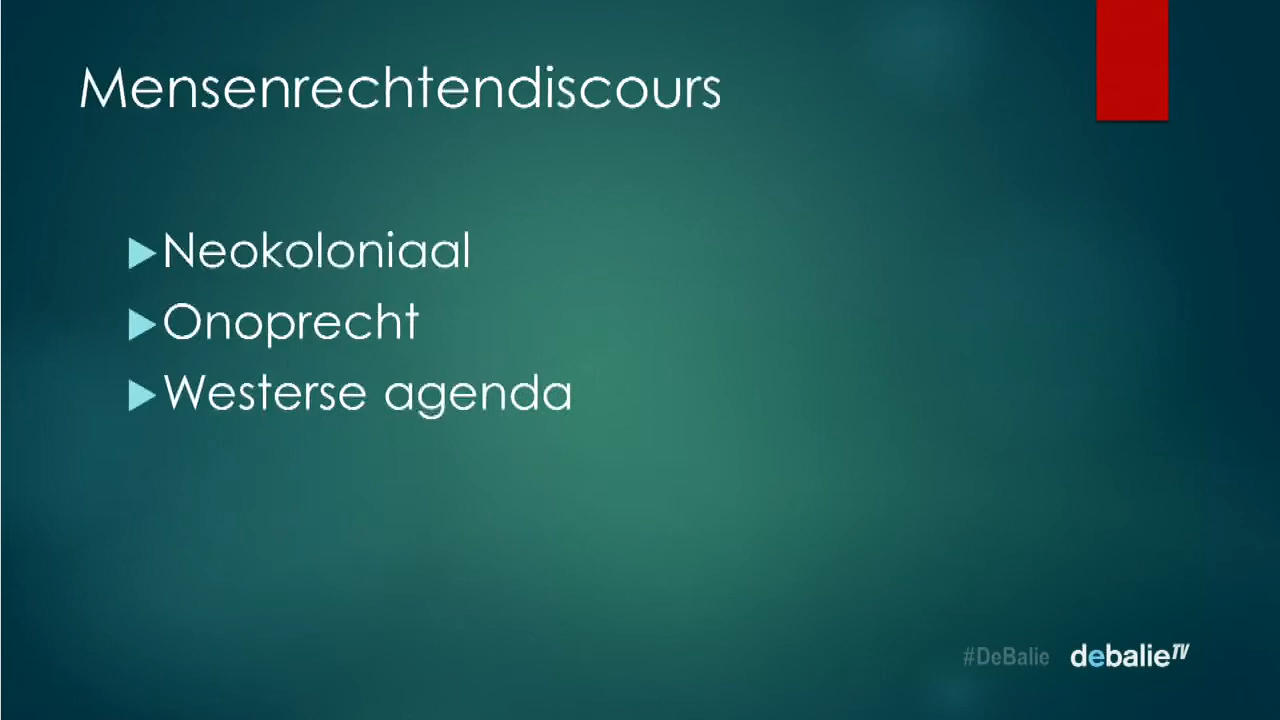 Mensenrechtendiscours
Neokoloniaal
Onoprecht
Westerse agenda
#DeBalie debalieTV